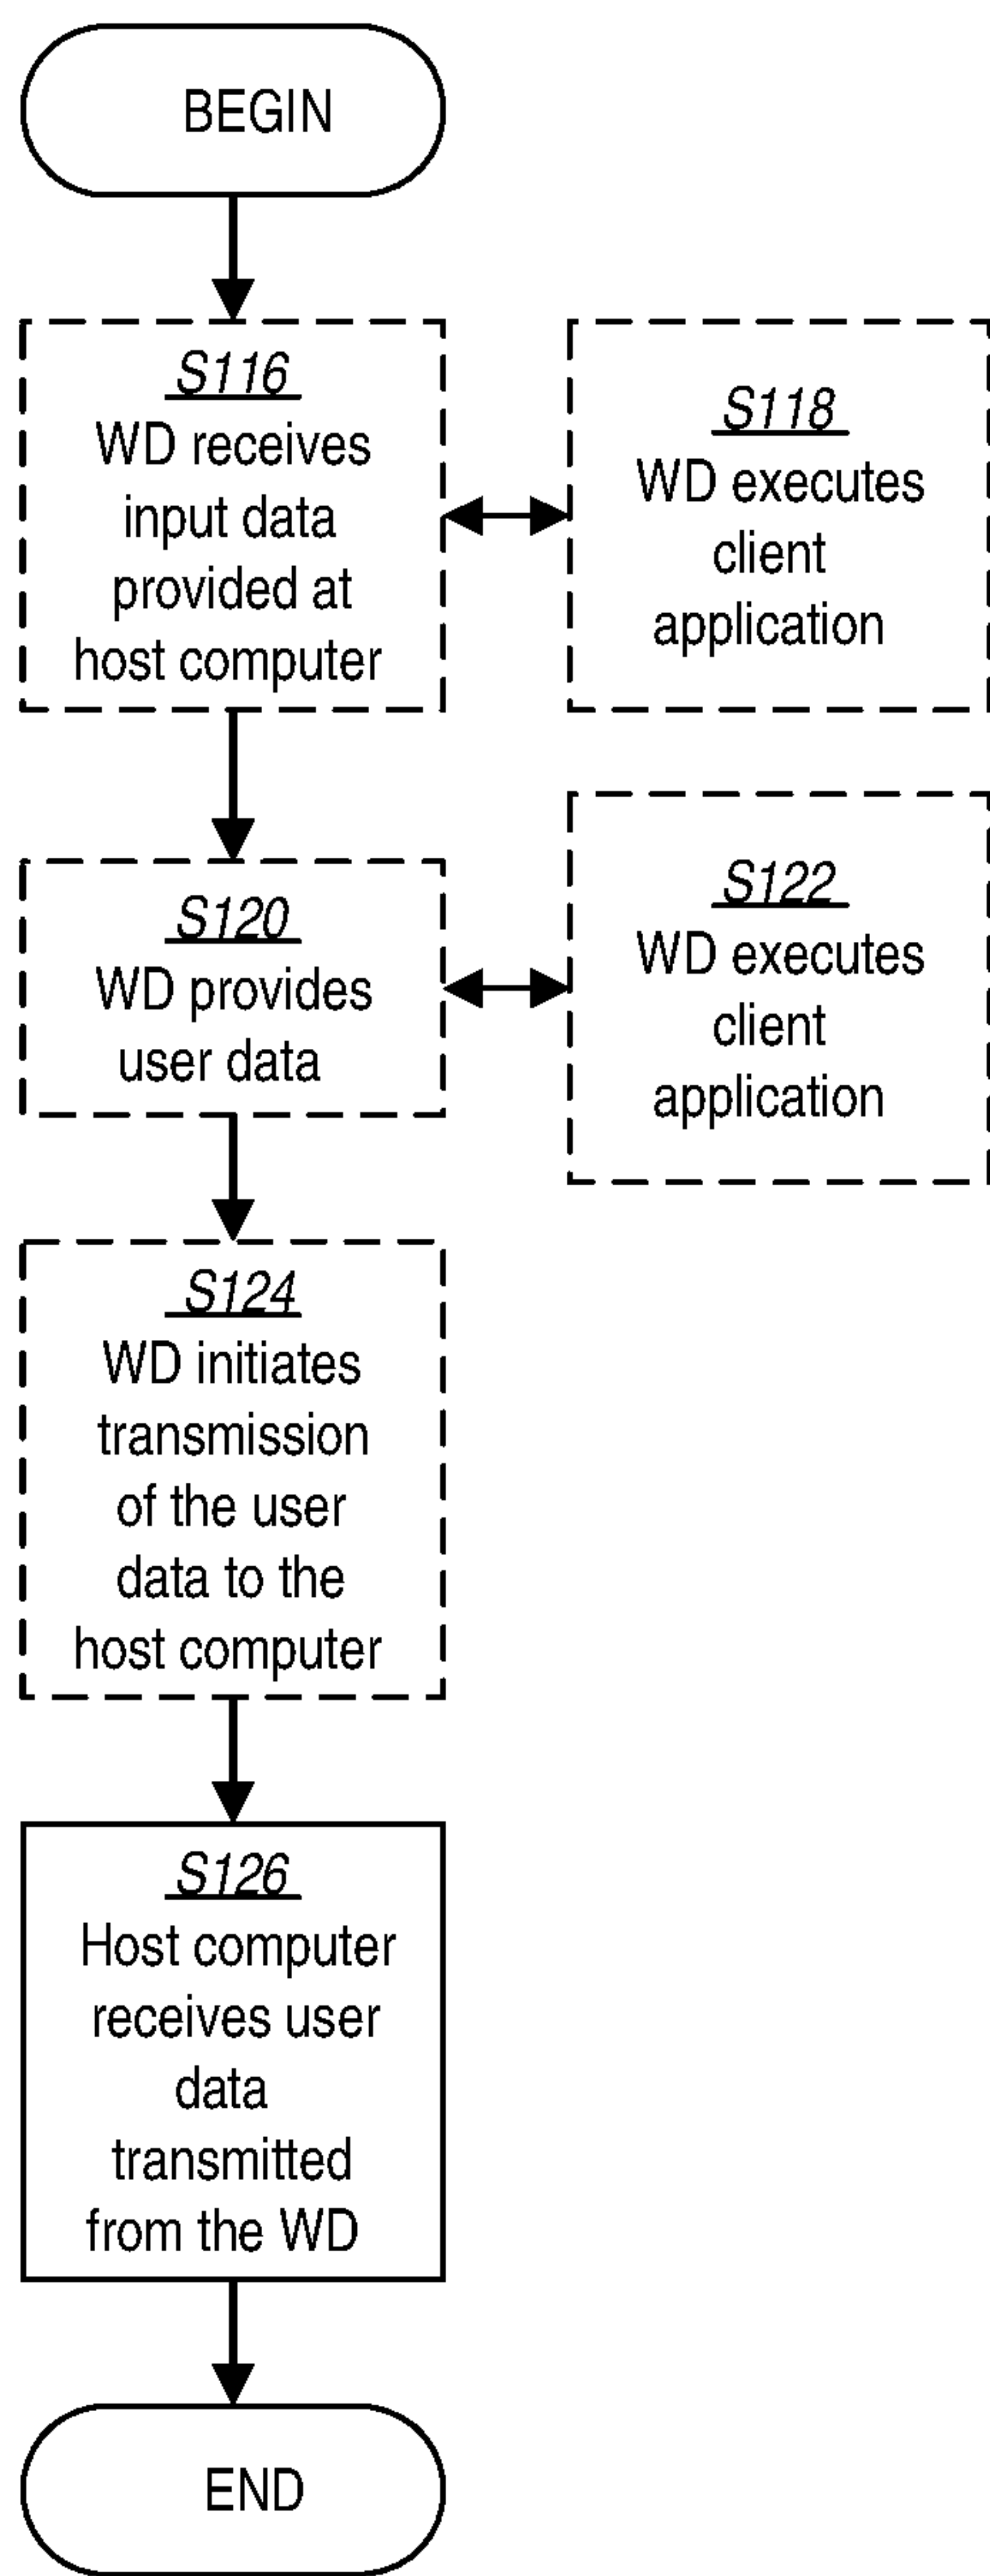 BEGIN
S116
WD receives
input data
provided at
host computer
S118
WD executes
client
application
S120
WD provides
user data
S122
WD executes
client
application
S124
WD initiates
transmission
of the user
data to the
host computer
S126
Host computer
receives user
data
transmitted
from the WD
END